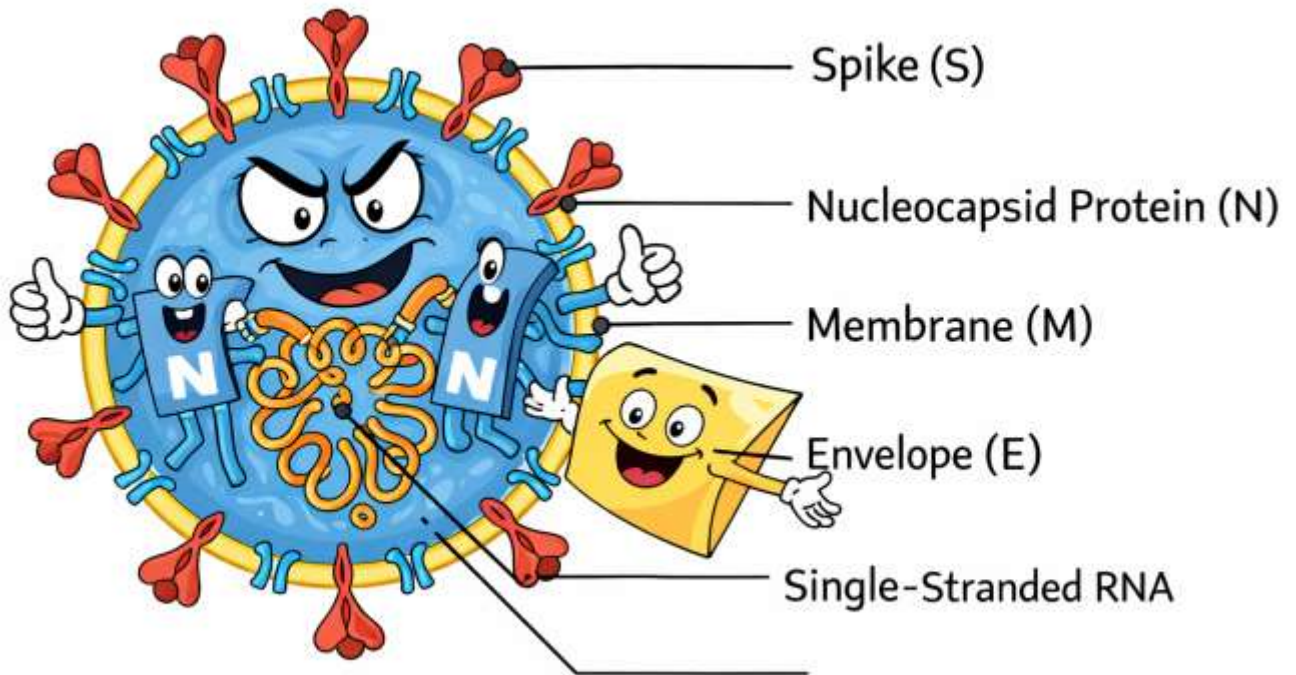 Spike (S)
Nucleocapsid Protein (N)
Membrane (M)
N
N
Envelope (E)
Single-Stranded RNA